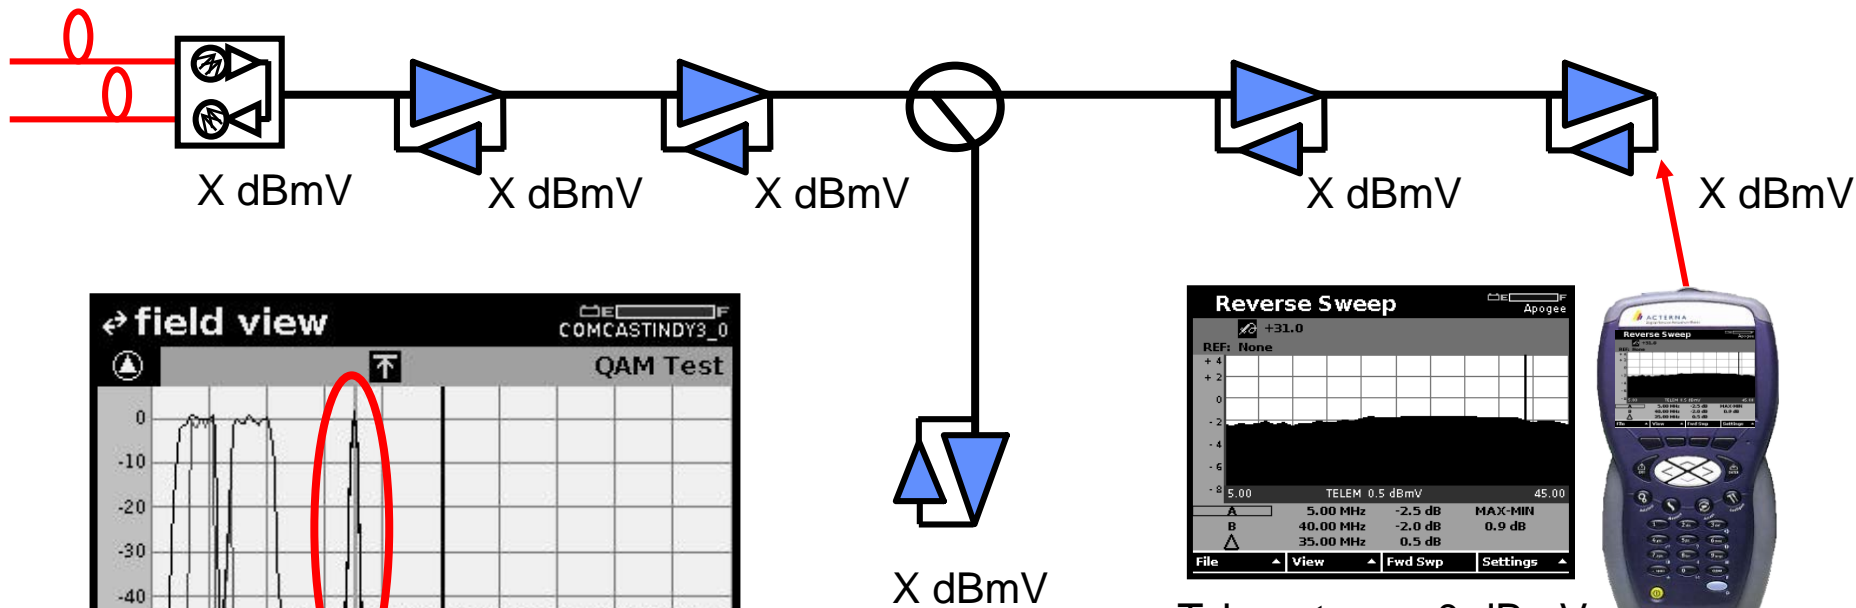 X dBmV
X dBmV
X dBmV
X dBmV
X dBmV
field view
E F
COMCASTINDY3_0
QAM Test
0
-10
-20
-30
-40
X dBmV
Reverse Sweep
E F
Apogee
+31.0
REF: None
+ 4
+ 2
0
- 2
- 4
- 6
- 8
5.00 TELEM 0.5 dBmV 45.00
A 5.00 MHz -2.5 dB MAX-MIN
B 40.00 MHz -2.0 dB 0.9 dB
Δ 35.00 MHz 0.5 dB
File View Fwd Swp Settings
ACTERNA
Reverse Sweep